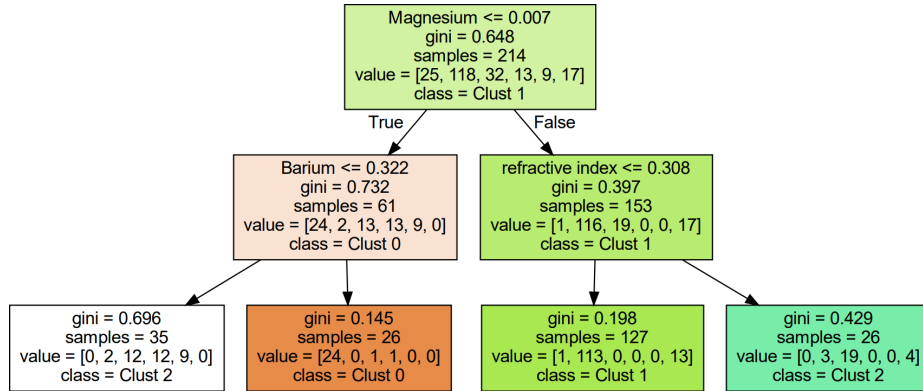 Magnesium <= 0.007
gini = 0.648
samples = 214
value = [25, 118, 32, 13, 9, 17]
class = Clust 1
True
False
Barium <= 0.322
gini = 0.732
samples = 61
value = [24, 2, 13, 13, 9, 0]
class = Clust 0
refractive index <= 0.308
gini = 0.397
samples = 153
value = [1, 116, 19, 0, 0, 17]
class = Clust 1
gini = 0.696
samples = 35
value = [0, 2, 12, 12, 9, 0]
class = Clust 2
gini = 0.145
samples = 26
value = [24, 0, 1, 1, 0, 0]
class = Clust 0
gini = 0.198
samples = 127
value = [1, 113, 0, 0, 0, 13]
class = Clust 1
gini = 0.429
samples = 26
value = [0, 3, 19, 0, 0, 4]
class = Clust 2